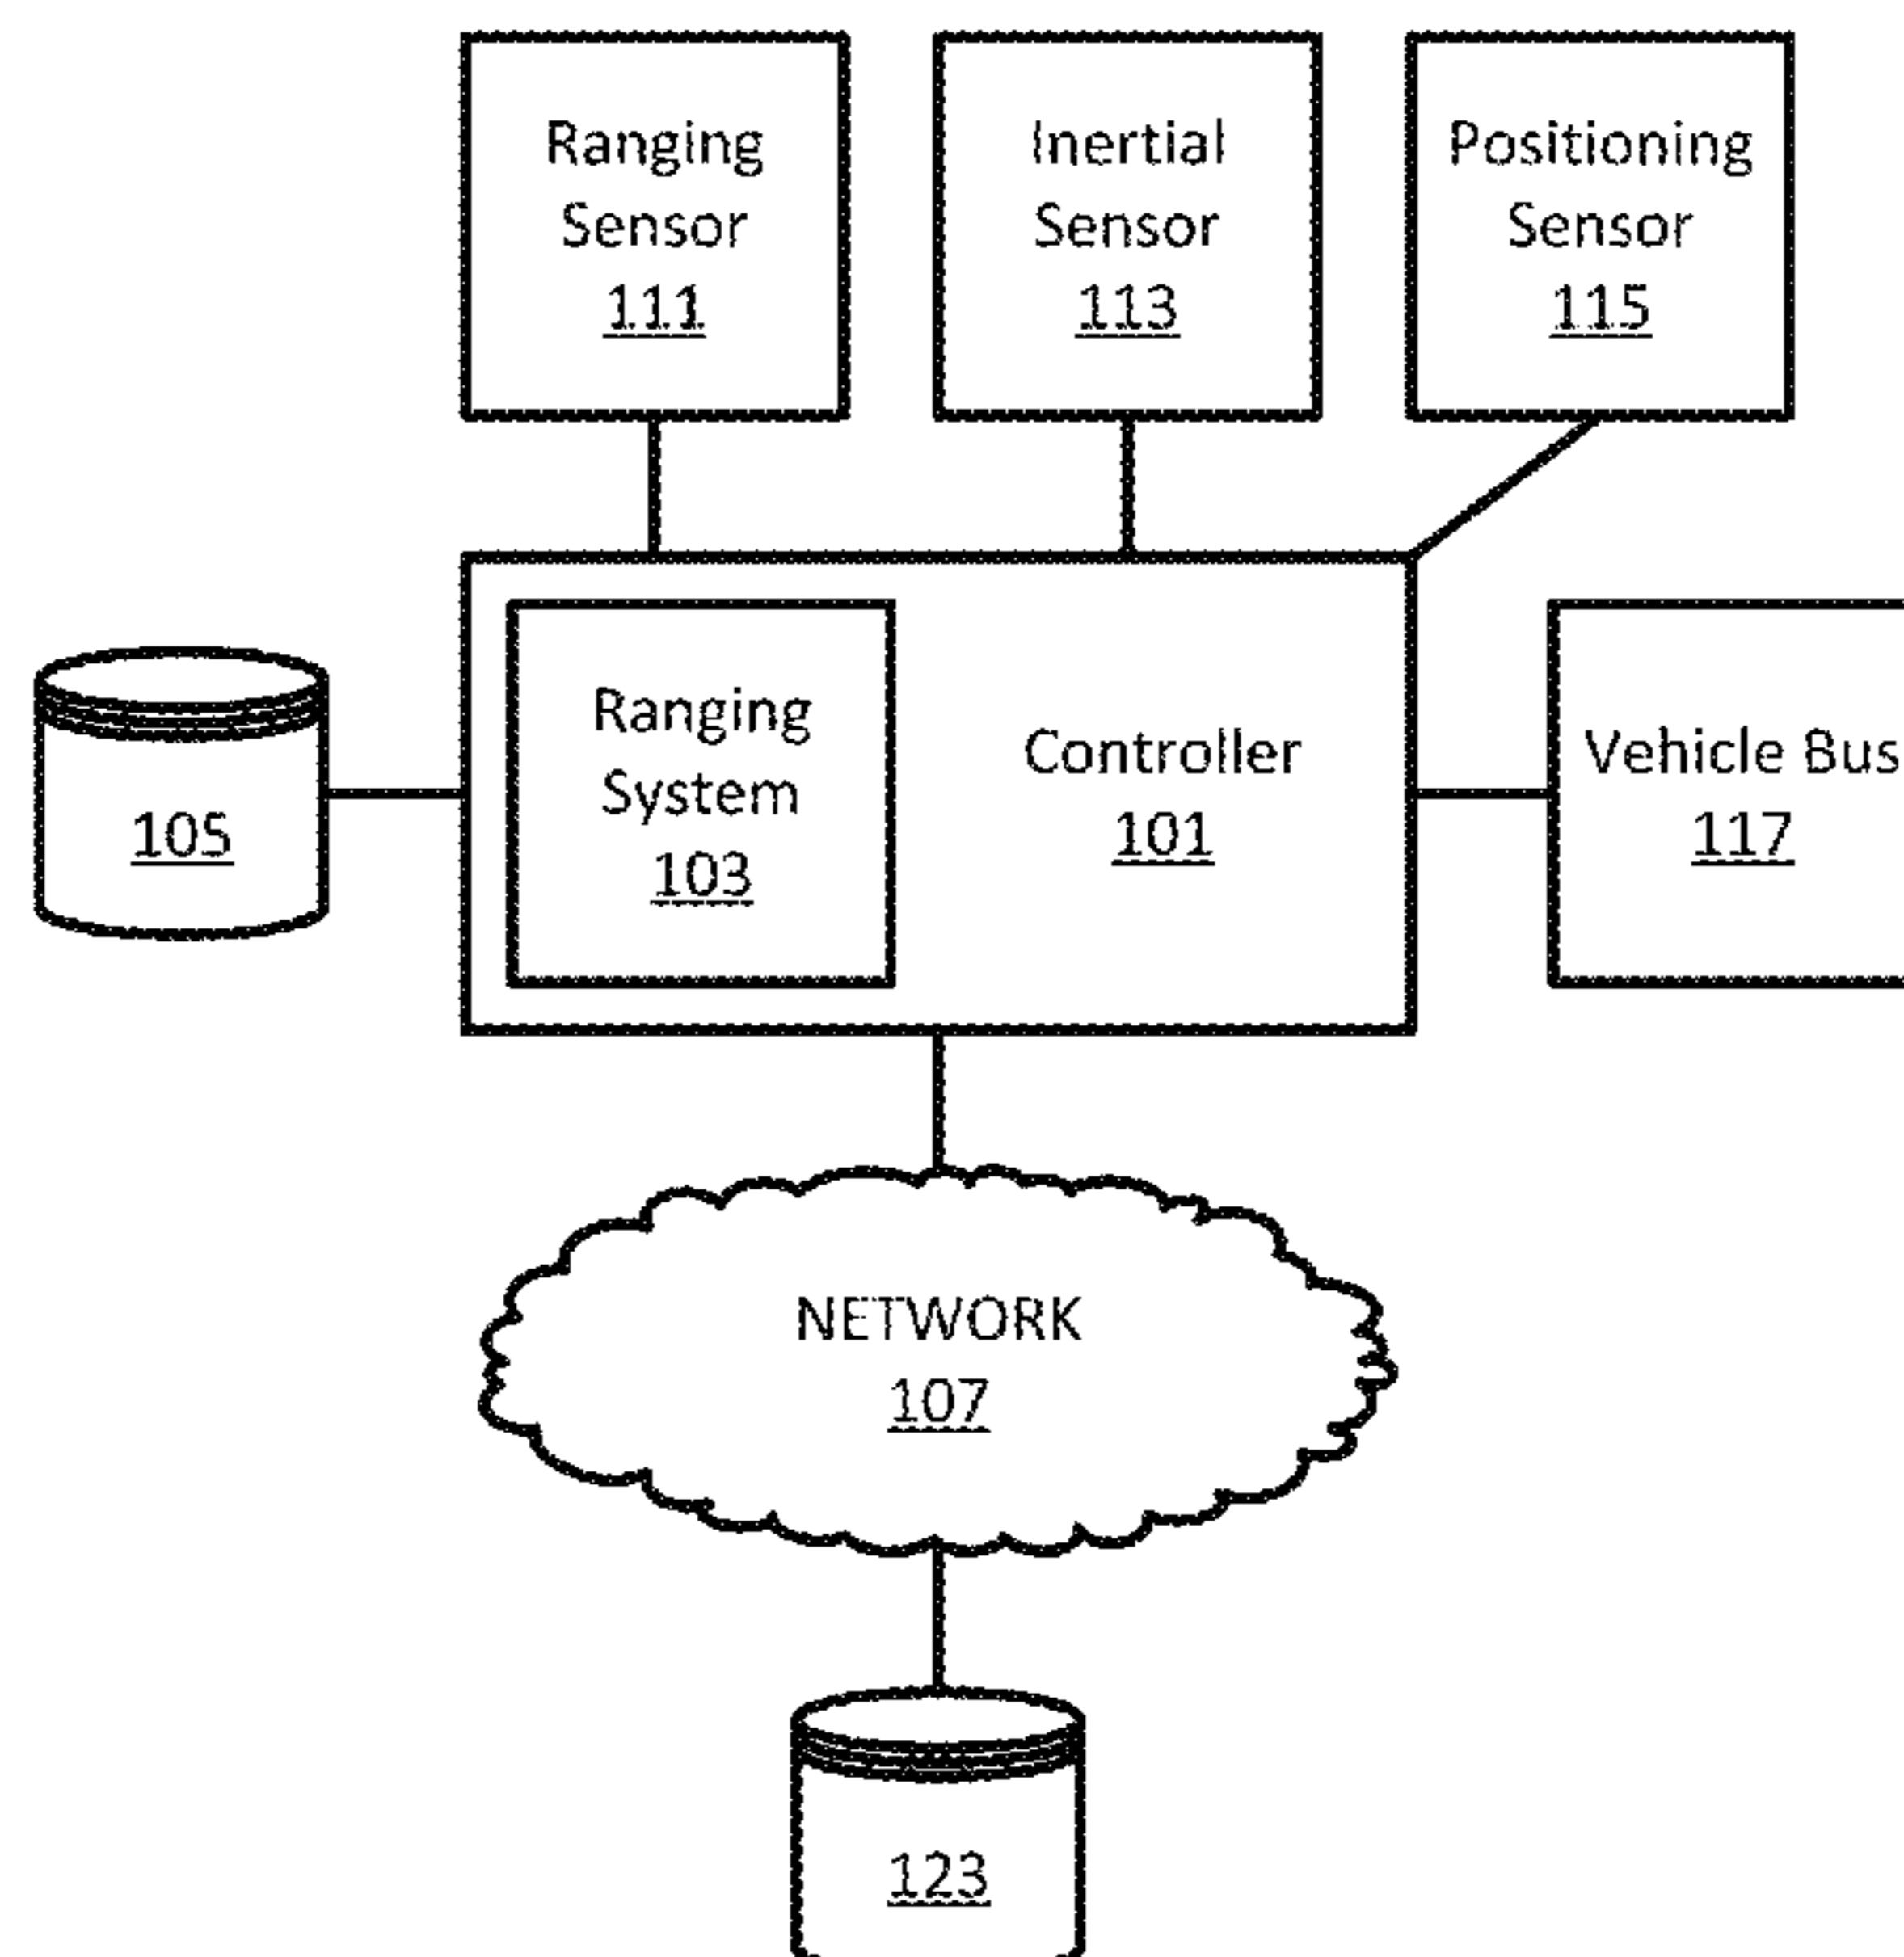 Ranging
Sensor
111
Inertial
Sensor
113
Positioning
Sensor
115
105
Ranging
System
103
Controller
101
Vehicle Bus
117
NETWORK
107
123